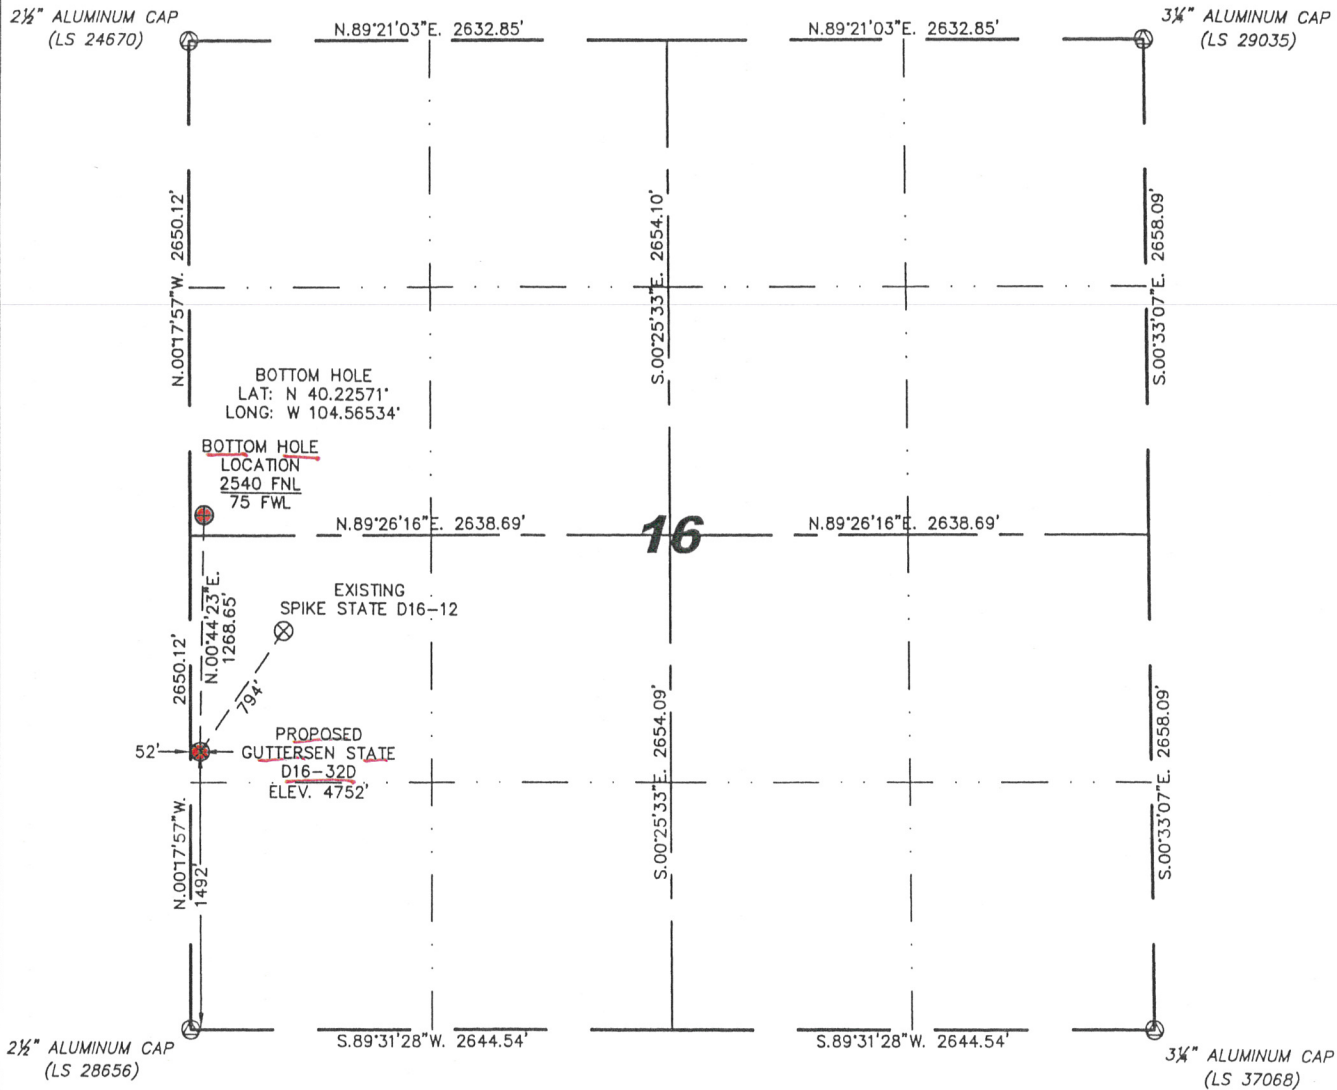 2½" ALUMINUM CAP
(LS 24670)
N.89°21'03"E. 2632.85'
N.89°21'03"E. 2632.85'
3¼" ALUMINUM CAP
(LS 29035)
N.00°17'57"W. 2650.12'
S.00°25'33"E. 2654.10'
S.00°33'07"E. 2658.09'
BOTTOM HOLE
LAT: N 40.22571°
LONG: W 104.56534°
BOTTOM HOLE
LOCATION
2540 FNL
75 FWL
N.89°26'16"E. 2638.69'
16
N.89°26'16"E. 2638.69'
N.00°44'23"E.
1268.65'
EXISTING
SPIKE STATE D16-12
794'
2650.12'
N.00°17'57"W.
52'
PROPOSED
GUTTERSEN STATE
D16-32D
ELEV. 4752'
1492'
S.00°25'33"E. 2654.09'
S.00°33'07"E. 2658.09'
S.89°31'28"W. 2644.54'
S.89°31'28"W. 2644.54'
2½" ALUMINUM CAP
(LS 28656)
3¼" ALUMINUM CAP
(LS 37068)